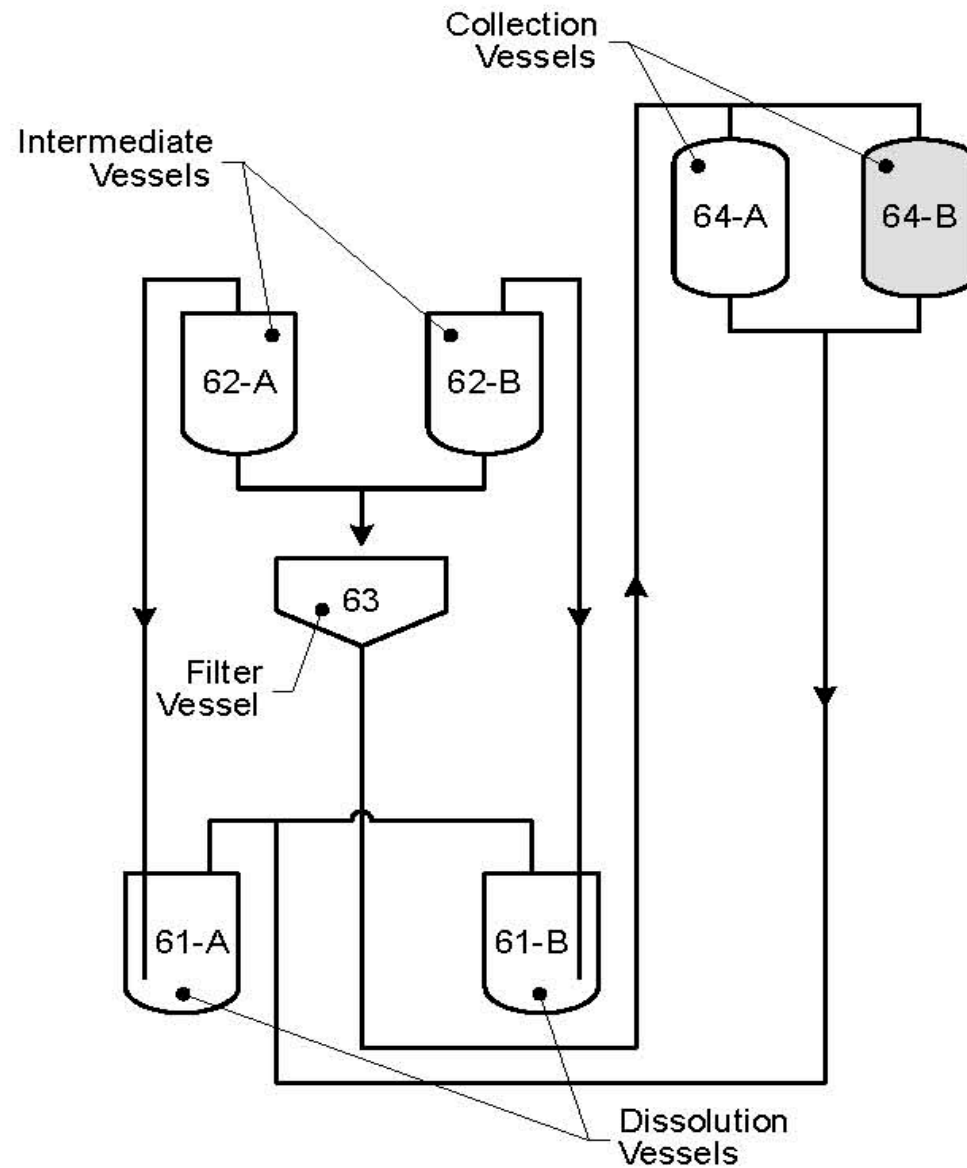 Collection
Vessels
Intermediate
Vessels
64-A
64-B
62-A
62-B
63
Filter
Vessel
61-A
61-B
Dissolution
Vessels